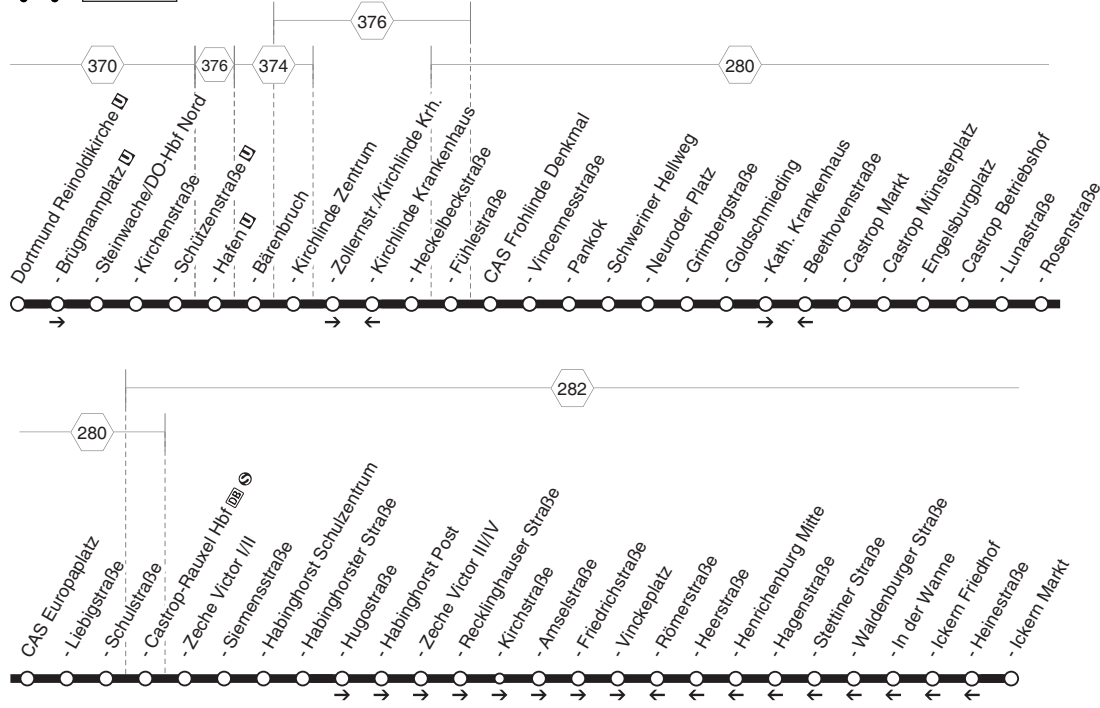 376
370
376
374
280
Dortmund Reinoldikirche U
- Brügmannplatz U
- Steinwache/DO-Hbf Nord
- Kirchenstraße
- Schützenstraße U
- Hafen U
- Bärenbruch
- Kirchlinde Zentrum
- Zollernstr./Kirchlinde Krh.
- Kirchlinde Krankenhaus
- Heckelbeckstraße
- Fühlestraße
CAS Frohlinde Denkmal
- Vincennesstraße
- Pankok
- Schweriner Hellweg
- Neuroder Platz
- Grimbergstraße
- Goldschmieding
- Kath. Krankenhaus
- Beethovenstraße
- Castrop Markt
- Castrop Münsterplatz
- Engelsburgplatz
- Castrop Betriebshof
- Lunastraße
- Rosenstraße
282
280
CAS Europaplatz
- Liebigstraße
- Schulstraße
- Castrop-Rauxel Hbf DB S
- Zeche Victor I/II
- Siemensstraße
- Habinghorst Schulzentrum
- Habinghorster Straße
- Hugostraße
- Habinghorst Post
- Zeche Victor III/IV
- Recklinghauser Straße
- Kirchstraße
- Amselstraße
- Friedrichstraße
- Vinckeplatz
- Römerstraße
- Heerstraße
- Henrichenburg Mitte
- Hagenstraße
- Stettiner Straße
- Waldenburger Straße
- In der Wanne
- Ickern Friedhof
- Heinestraße
- Ickern Markt